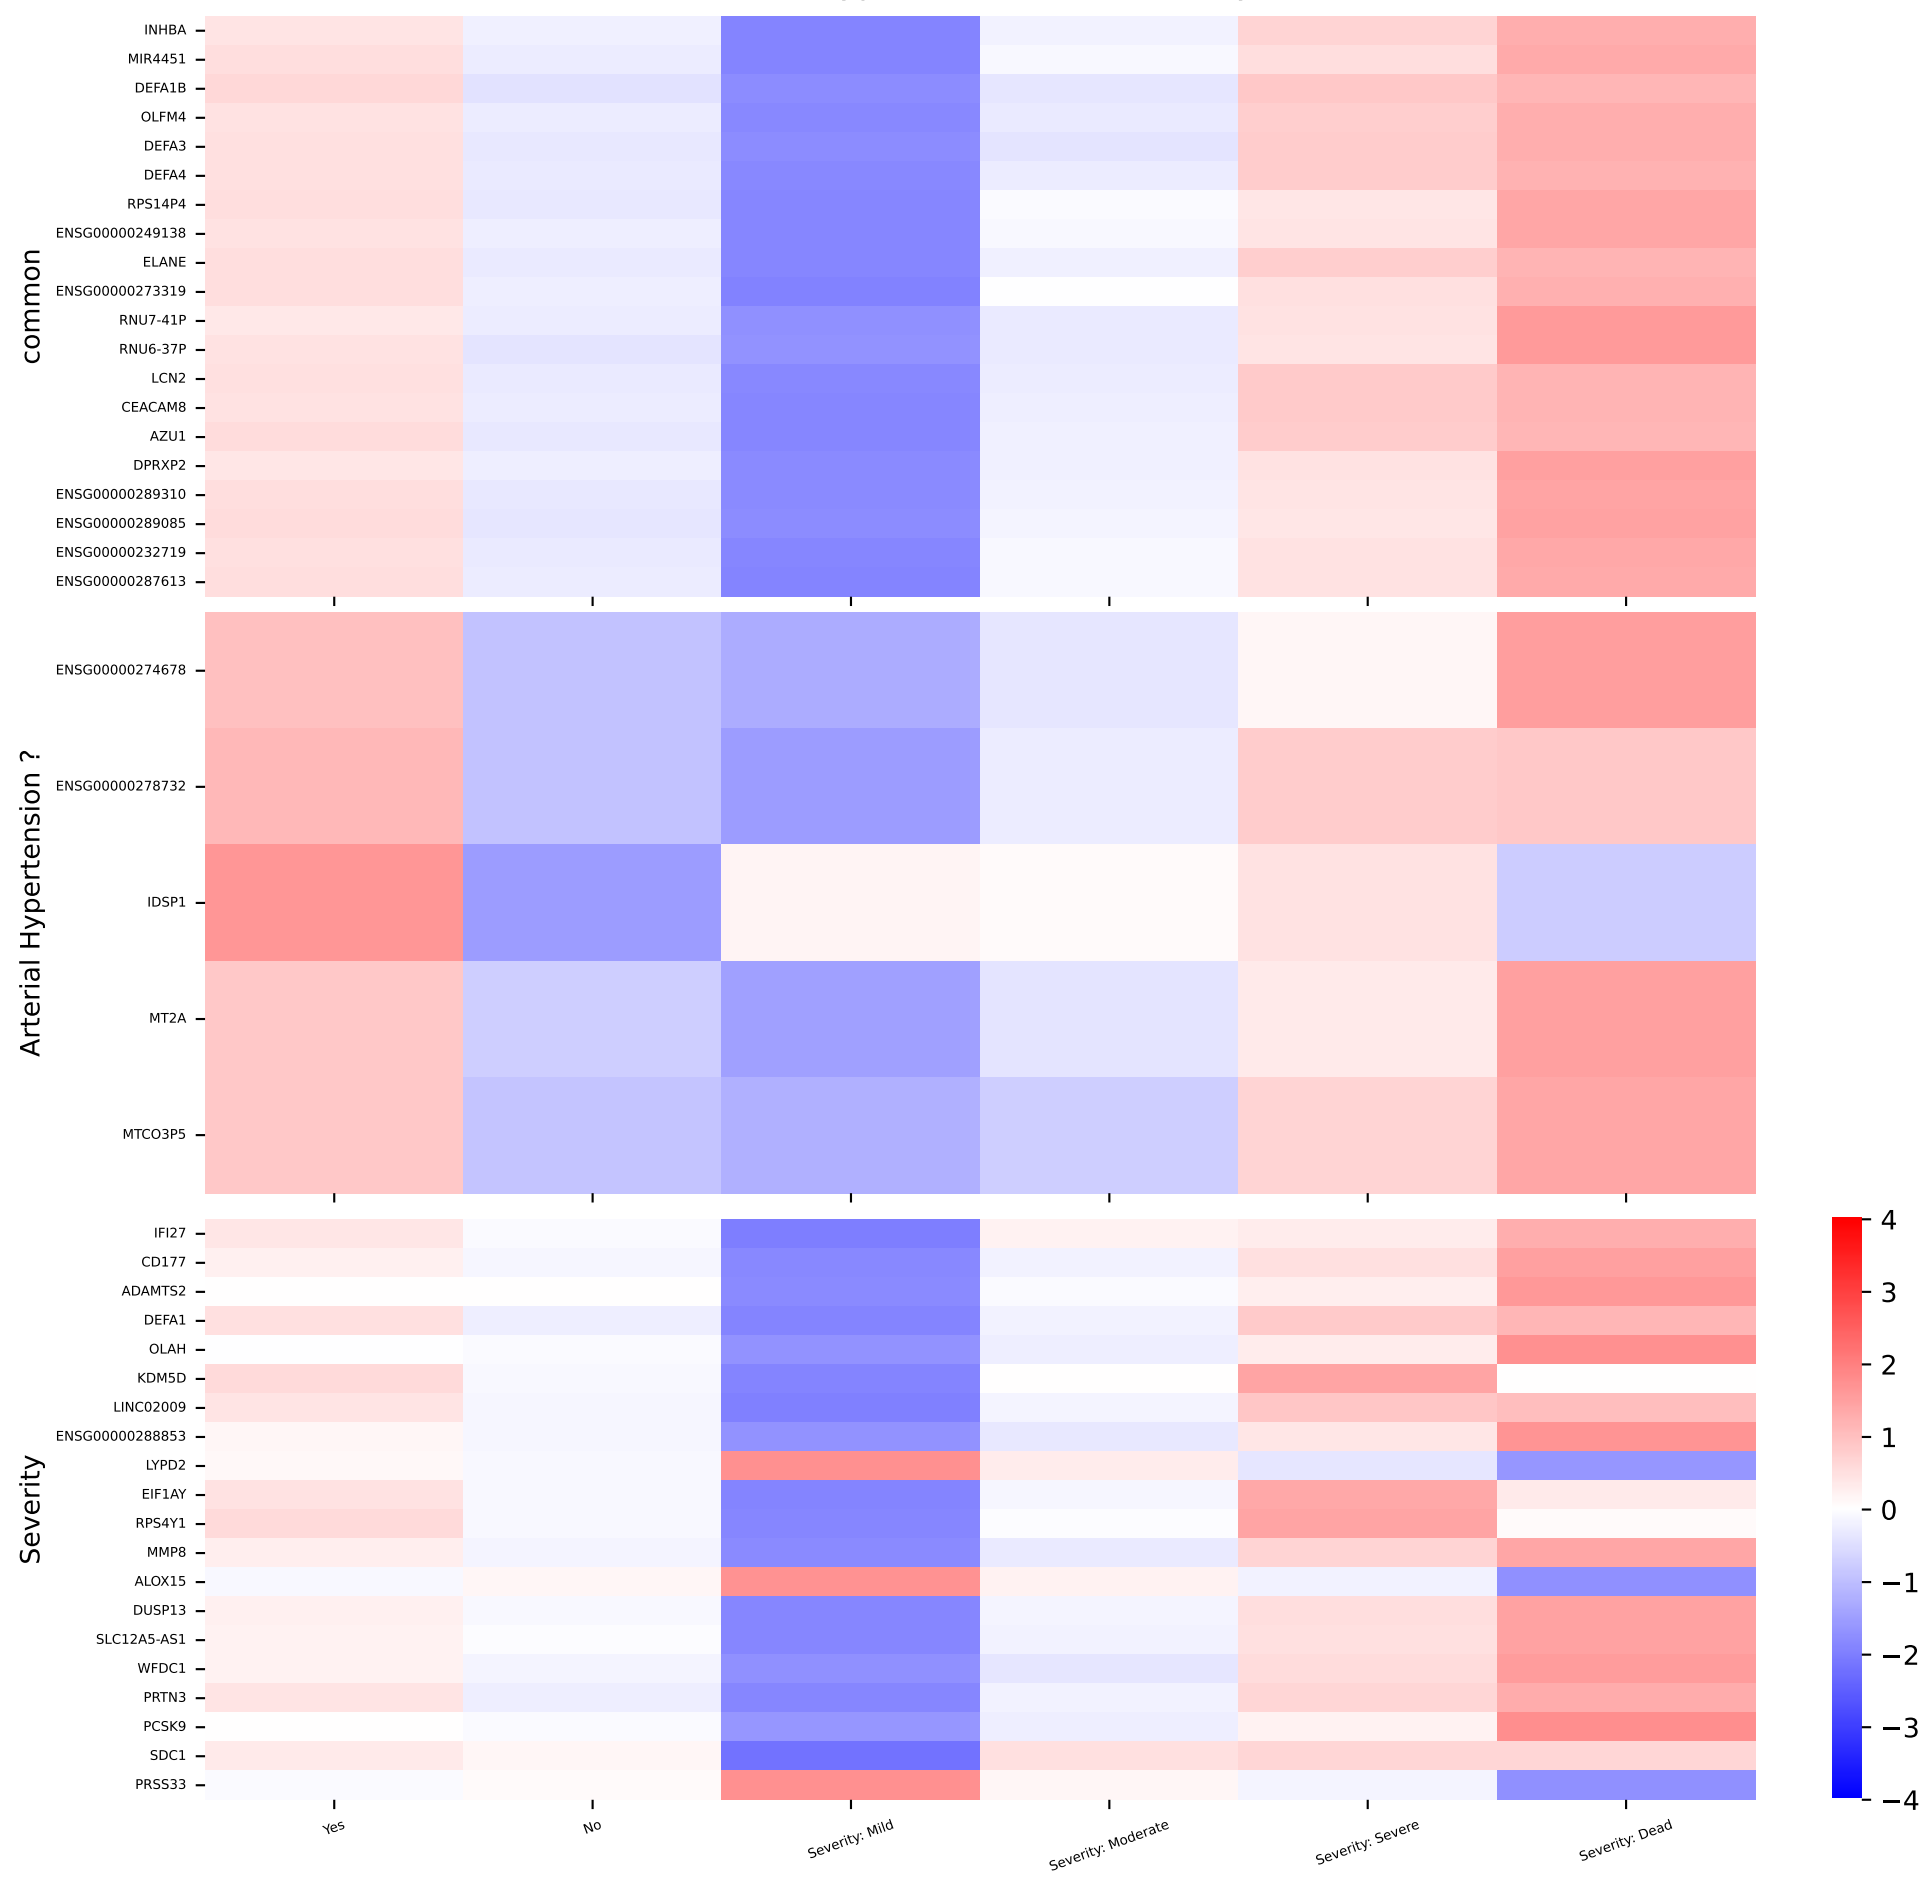 common
INHBA
MIR4451
DEFA1B
OLFM4
DEFA3
DEFA4
RPS14P4
ENSG00000249138
ELANE
ENSG00000273319
RNU7-41P
RNU6-37P
LCN2
CEACAM8
AZU1
DPRXP2
ENSG00000289310
ENSG00000289085
ENSG00000232719
ENSG00000287613
Arterial Hypertension ?
ENSG00000274678
ENSG00000278732
IDSP1
MT2A
MTCO3P5
Severity
IFI27
CD177
ADAMTS2
DEFA1
OLAH
KDM5D
LINC02009
ENSG00000288853
LYPD2
EIF1AY
RPS4Y1
MMP8
ALOX15
DUSP13
SLC12A5-AS1
WFDC1
PRTN3
PCSK9
SDC1
PRSS33
Yes
No
Severity: Mild
Severity: Moderate
Severity: Severe
Severity: Dead
4
3
2
1
0
−1
−2
−3
−4